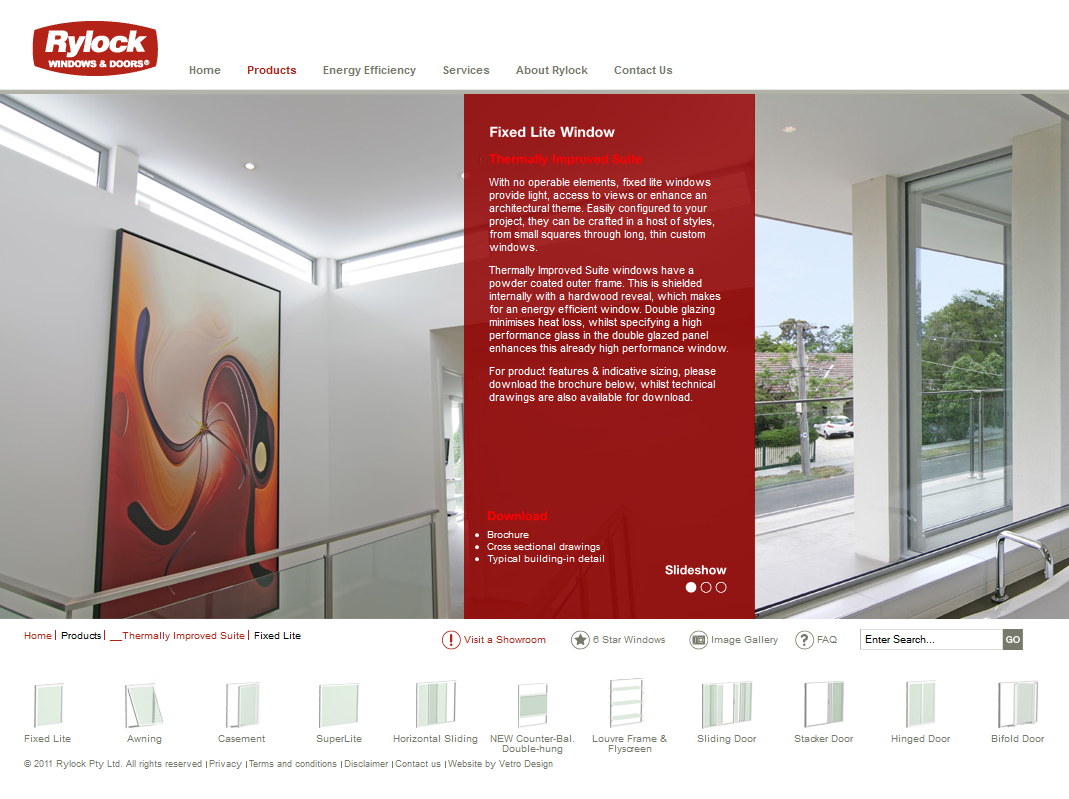 Rylock
WINDOWS & DOORS®
Home Products Energy Efficiency Services About Rylock Contact Us
Fixed Lite Window
Thermally Improved Suite
With no operable elements, fixed lite windows
provide light, access to views or enhance an
architectural theme. Easily configured to your
project, they can be crafted in a host of styles,
from small squares through long, thin custom
windows.
Thermally Improved Suite windows have a
powder coated outer frame. This is shielded
internally with a hardwood reveal, which makes
for an energy efficient window. Double glazing
minimises heat loss, whilst specifying a high
performance glass in the double glazed panel
enhances this already high performance window.
For product features & indicative sizing, please
download the brochure below, whilst technical
drawings are also available for download.
Download
• Brochure
• Cross sectional drawings
• Typical building-in detail
Slideshow
Home | Products | __Thermally Improved Suite | Fixed Lite
Visit a Showroom 6 Star Windows Image Gallery ? FAQ Enter Search... GO
Fixed Lite Awning Casement SuperLite Horizontal Sliding NEW Counter-Bal. Louvre Frame & Sliding Door Stacker Door Hinged Door Bifold Door
Double-hung Flyscreen
© 2011 Rylock Pty Ltd. All rights reserved | Privacy | Terms and conditions | Disclaimer | Contact us | Website by Vetro Design